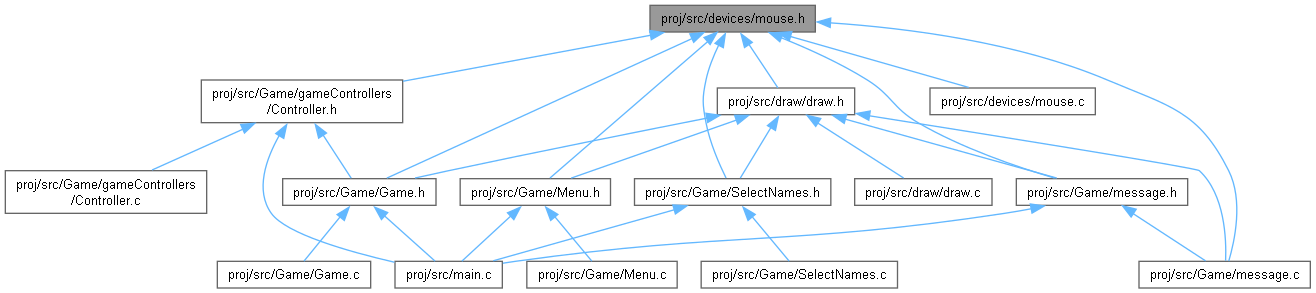 proj/src/devices/mouse.h
proj/src/Game/gameControllers
/Controller.h
proj/src/draw/draw.h
proj/src/devices/mouse.c
proj/src/Game/gameControllers
/Controller.c
proj/src/Game/Game.h
proj/src/Game/Menu.h
proj/src/Game/SelectNames.h
proj/src/draw/draw.c
proj/src/Game/message.h
proj/src/Game/Game.c
proj/src/main.c
proj/src/Game/Menu.c
proj/src/Game/SelectNames.c
proj/src/Game/message.c